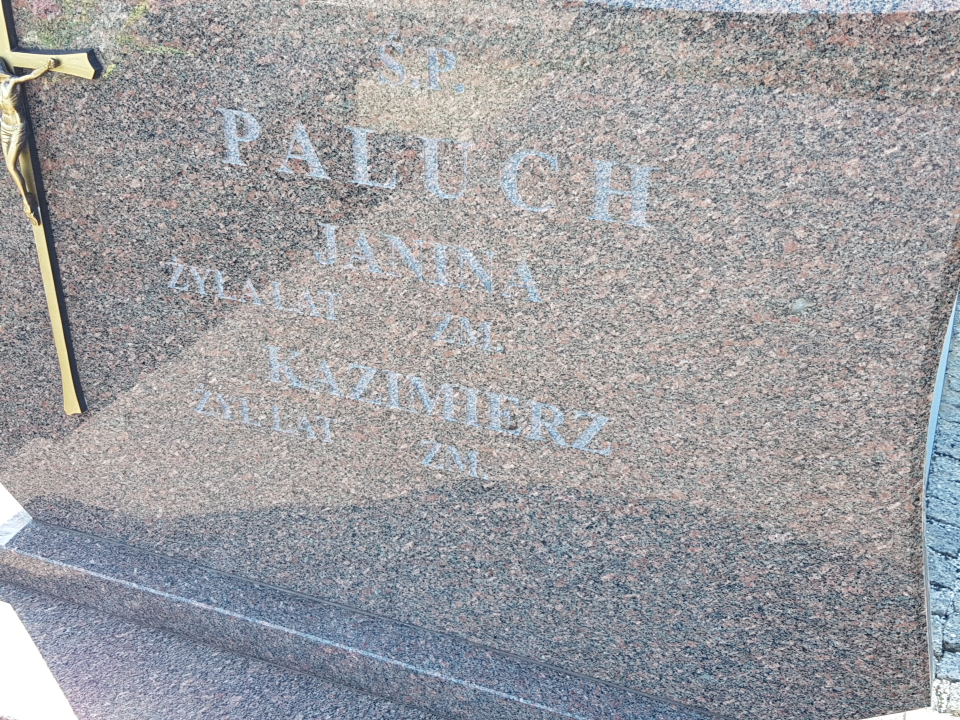 Ś.P.
PALUCH
JANINA
ŻYŁA LAT ZM.
KAZIMIERZ
ŻYŁ LAT ZM.